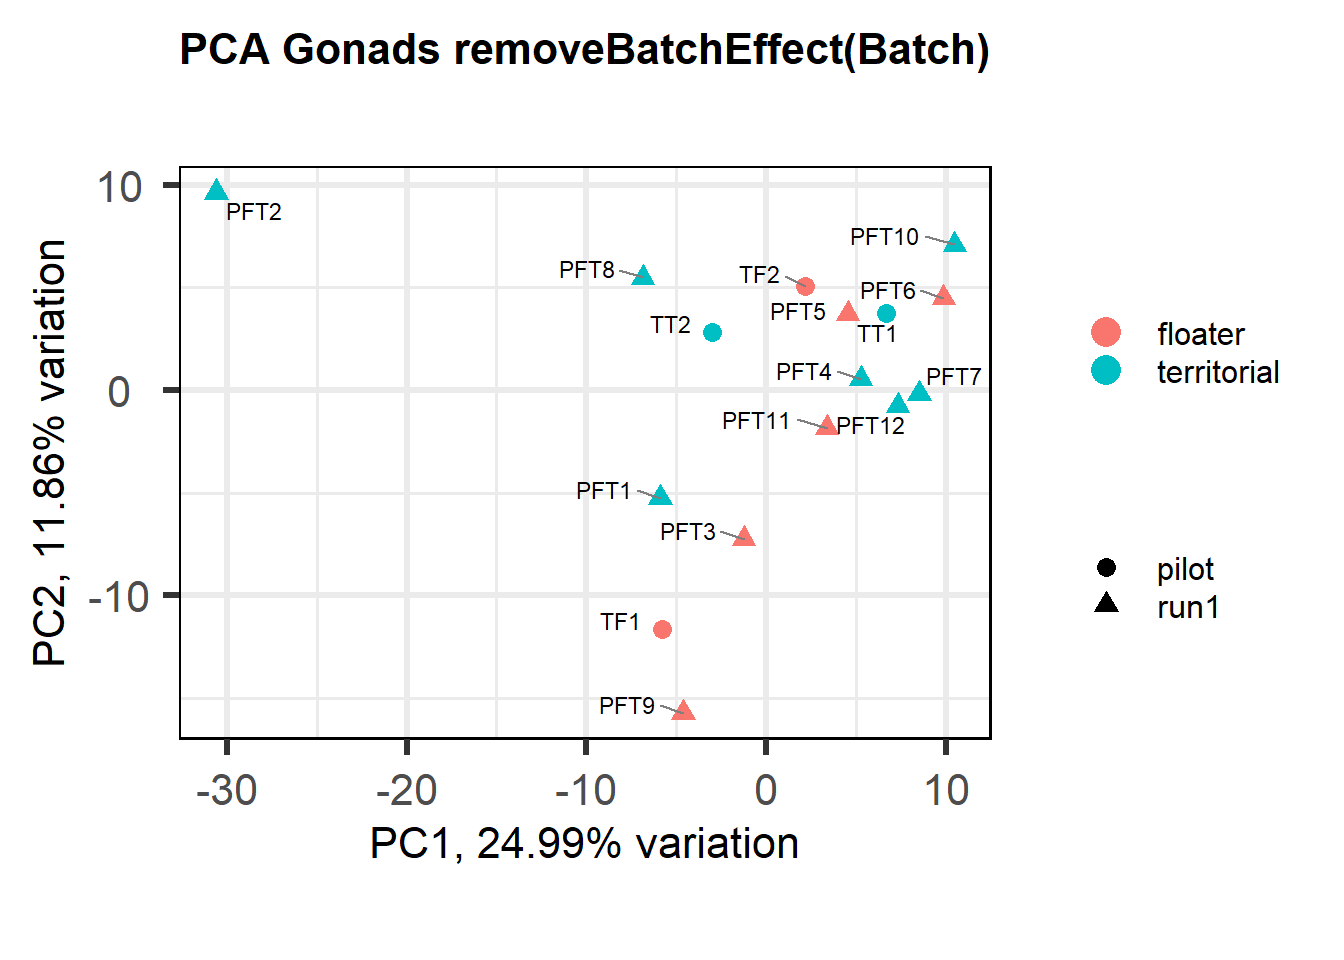 PCA Gonads removeBatchEffect(Batch)
10
0
-10
PC2, 11.86% variation
PFT2
PFT10
PFT8
TF2
PFT6
PFT5
TT2
TT1
PFT4
PFT7
PFT11
PFT12
PFT1
PFT3
TF1
PFT9
-30
-20
-10
0
10
PC1, 24.99% variation
floater
territorial
pilot
run1